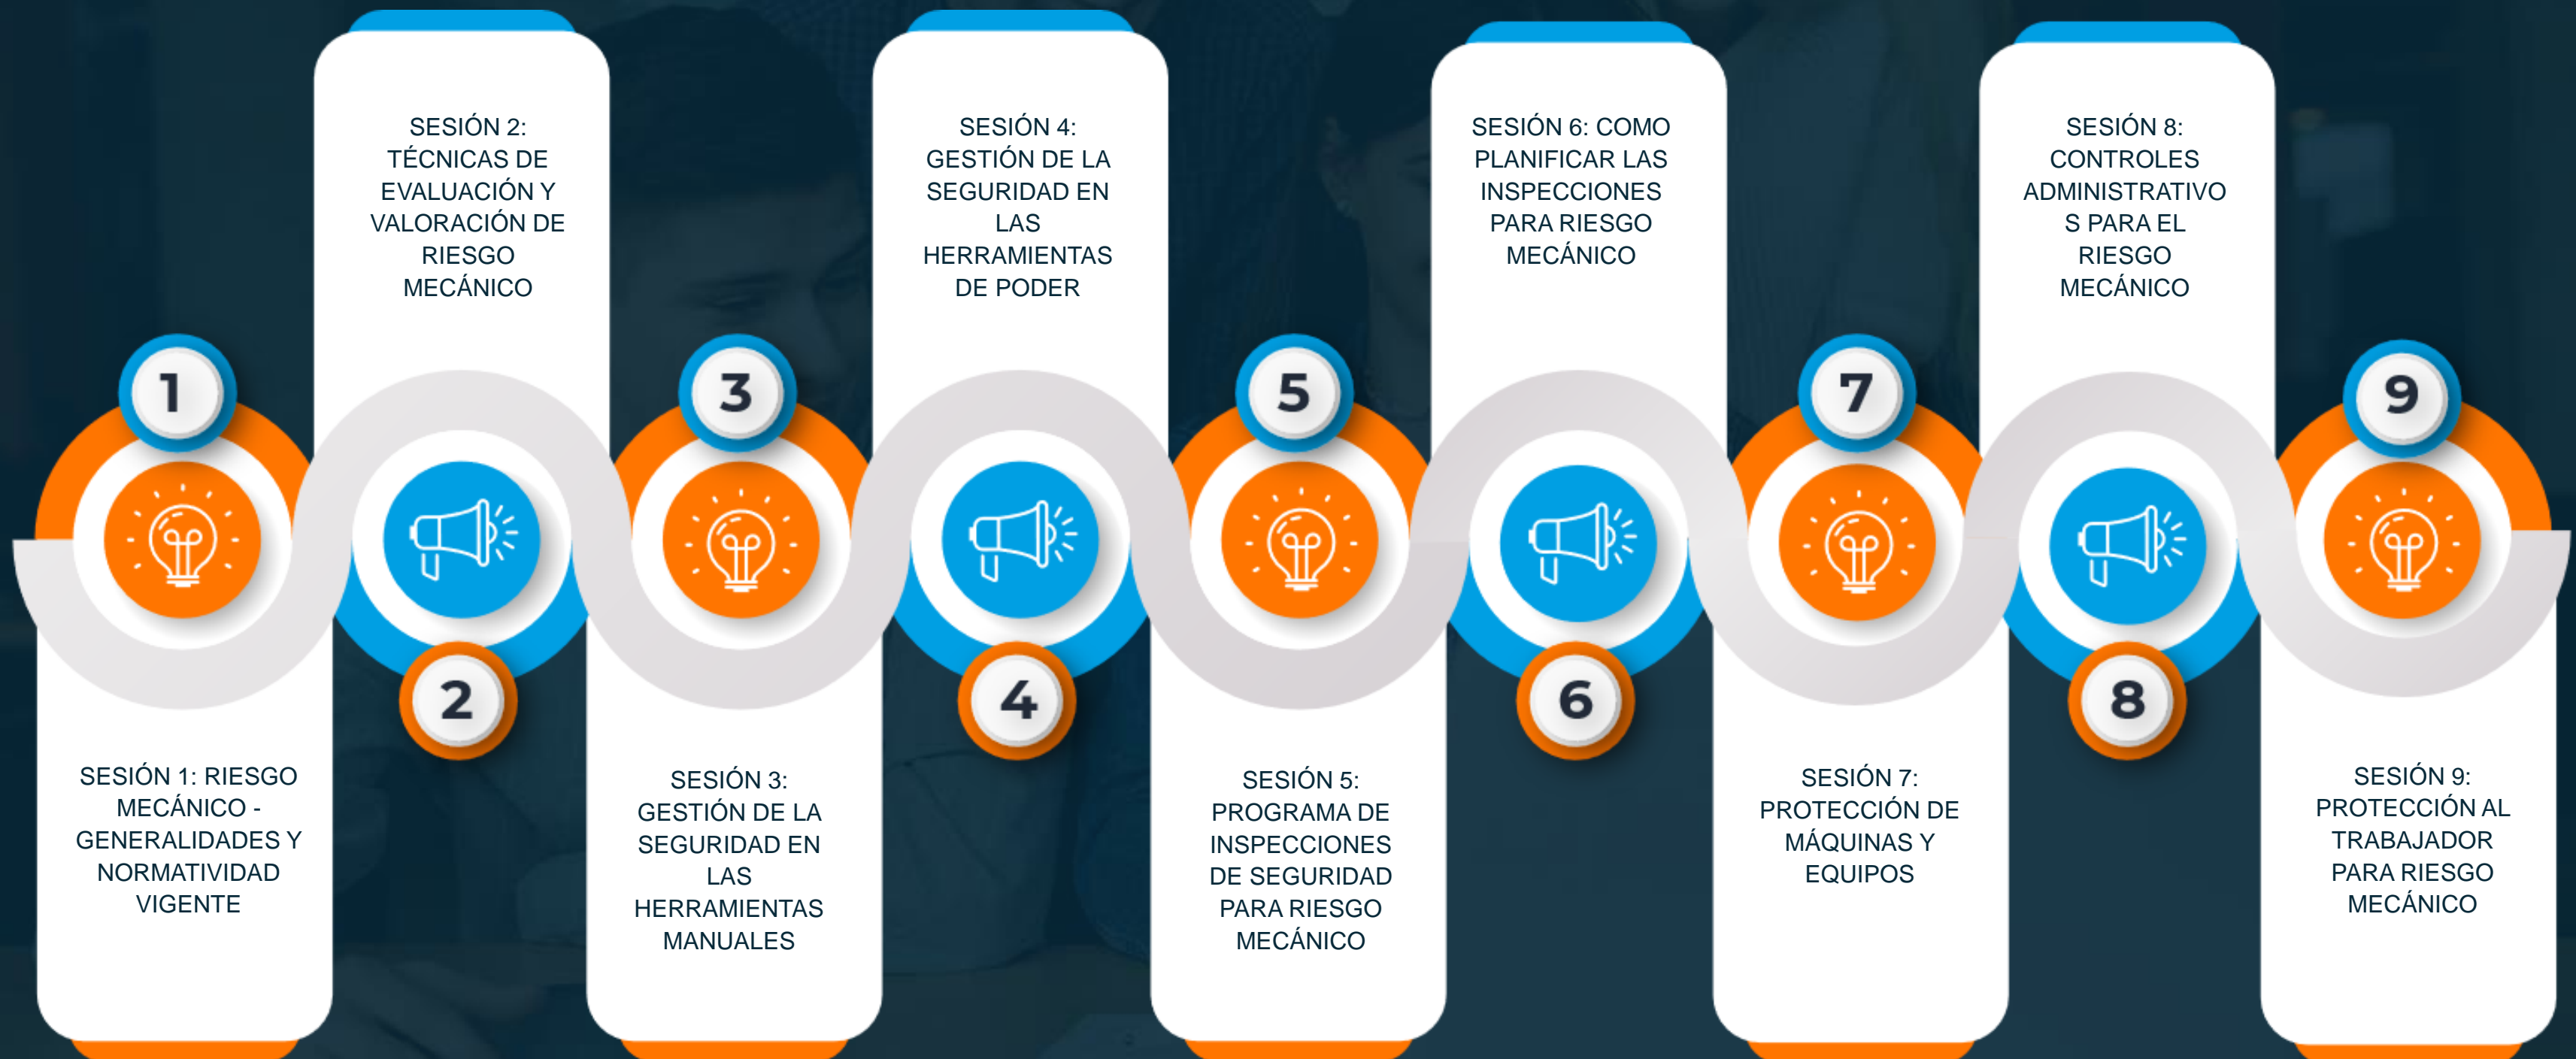 SESIÓN 2:
TÉCNICAS DE
EVALUACIÓN Y
VALORACIÓN DE
RIESGO
MECÁNICO
SESIÓN 4:
GESTIÓN DE LA
SEGURIDAD EN
LAS
HERRAMIENTAS
DE PODER
SESIÓN 6: COMO
PLANIFICAR LAS
INSPECCIONES
PARA RIESGO
MECÁNICO
SESIÓN 8:
CONTROLES
ADMINISTRATIVO
S PARA EL
RIESGO
MECÁNICO
1
3
5
7
9
2
4
6
8
SESIÓN 1: RIESGO
MECÁNICO -
GENERALIDADES Y
NORMATIVIDAD
VIGENTE
SESIÓN 3:
GESTIÓN DE LA
SEGURIDAD EN
LAS
HERRAMIENTAS
MANUALES
SESIÓN 5:
PROGRAMA DE
INSPECCIONES
DE SEGURIDAD
PARA RIESGO
MECÁNICO
SESIÓN 7:
PROTECCIÓN DE
MÁQUINAS Y
EQUIPOS
SESIÓN 9:
PROTECCIÓN AL
TRABAJADOR
PARA RIESGO
MECÁNICO